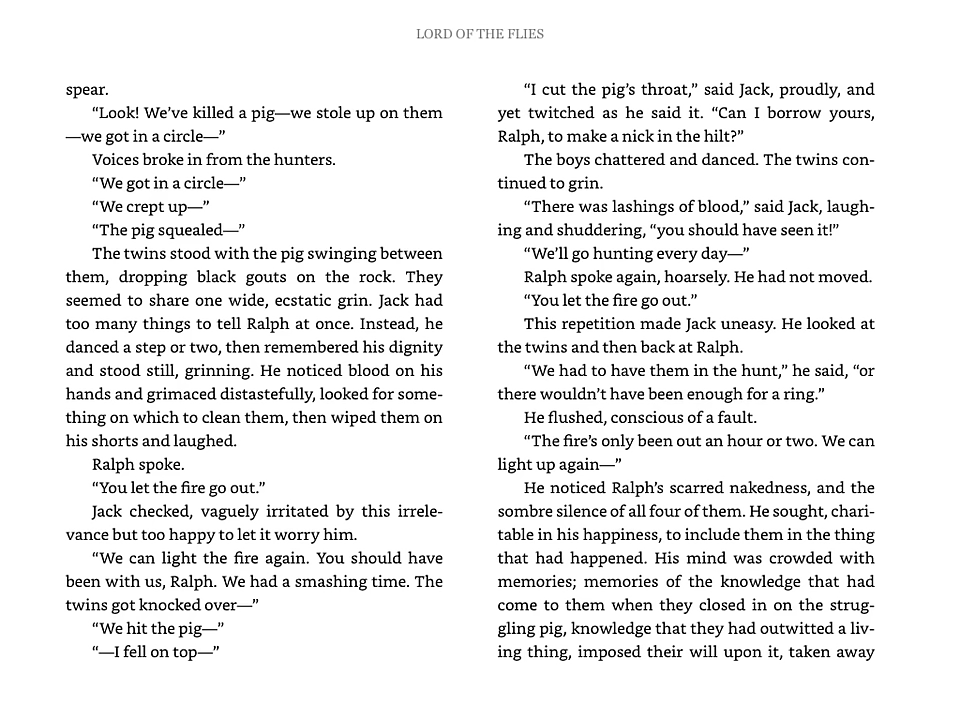 LORD OF THE FLIES
spear.
“Look! We’ve killed a pig—we stole up on them
—we got in a circle—”
Voices broke in from the hunters.
“We got in a circle—”
“We crept up—”
“The pig squealed—”
The twins stood with the pig swinging between
them, dropping black gouts on the rock. They
seemed to share one wide, ecstatic grin. Jack had
too many things to tell Ralph at once. Instead, he
danced a step or two, then remembered his dignity
and stood still, grinning. He noticed blood on his
hands and grimaced distastefully, looked for some-
thing on which to clean them, then wiped them on
his shorts and laughed.
Ralph spoke.
“You let the fire go out.”
Jack checked, vaguely irritated by this irrele-
vance but too happy to let it worry him.
“We can light the fire again. You should have
been with us, Ralph. We had a smashing time. The
twins got knocked over—”
“We hit the pig—”
“—I fell on top—”
“I cut the pig’s throat,” said Jack, proudly, and
yet twitched as he said it. “Can I borrow yours,
Ralph, to make a nick in the hilt?”
The boys chattered and danced. The twins con-
tinued to grin.
“There was lashings of blood,” said Jack, laugh-
ing and shuddering, “you should have seen it!”
“We’ll go hunting every day—”
Ralph spoke again, hoarsely. He had not moved.
“You let the fire go out.”
This repetition made Jack uneasy. He looked at
the twins and then back at Ralph.
“We had to have them in the hunt,” he said, “or
there wouldn’t have been enough for a ring.”
He flushed, conscious of a fault.
“The fire’s only been out an hour or two. We can
light up again—”
He noticed Ralph’s scarred nakedness, and the
sombre silence of all four of them. He sought, chari-
table in his happiness, to include them in the thing
that had happened. His mind was crowded with
memories; memories of the knowledge that had
come to them when they closed in on the strug-
gling pig, knowledge that they had outwitted a liv-
ing thing, imposed their will upon it, taken away